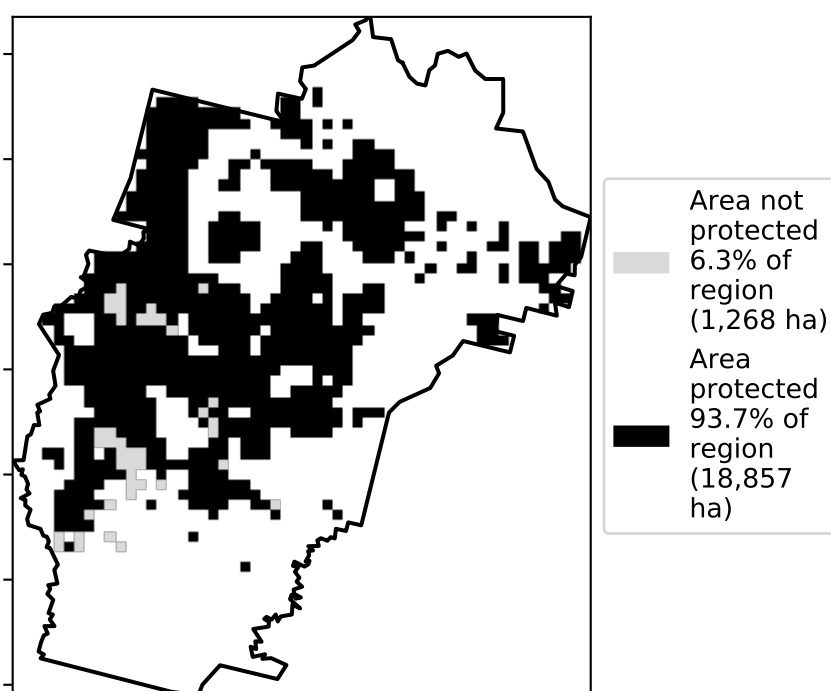 Area not
protected
6.3% of
region
(1,268 ha)
Area
protected
93.7% of
region
(18,857
ha)